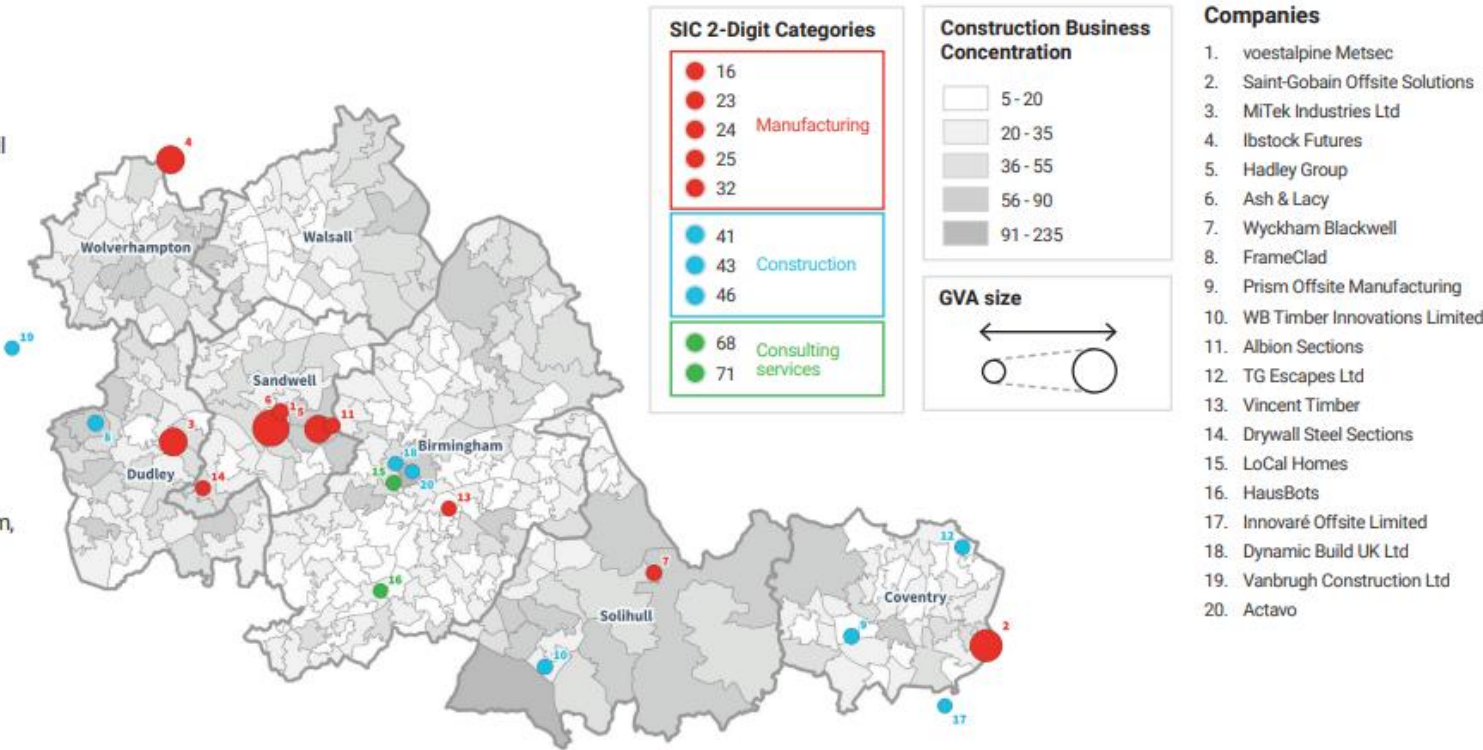 ll
m,
SIC 2-Digit Categories
16
23
24
25
32
Manufacturing
41
43
46
Construction
68
71
Consulting
services
Construction Business
Concentration
5 - 20
20 - 35
36 - 55
56 - 90
91 - 235
GVA size
Companies
1. voestalpine Metsec
2. Saint-Gobain Offsite Solutions
3. MiTek Industries Ltd
4. Ibstock Futures
5. Hadley Group
6. Ash & Lacy
7. Wyckham Blackwell
8. FrameClad
9. Prism Offsite Manufacturing
10. WB Timber Innovations Limited
11. Albion Sections
12. TG Escapes Ltd
13. Vincent Timber
14. Drywall Steel Sections
15. LoCal Homes
16. HausBots
17. Innovaré Offsite Limited
18. Dynamic Build UK Ltd
19. Vanbrugh Construction Ltd
20. Actavo
4
Wolverhampton
Walsall
19
Sandwell
6
1
5
11
3
8
Dudley
14
Birmingham
18
15
20
13
16
7
Solihull
10
12
Coventry
9
2
17